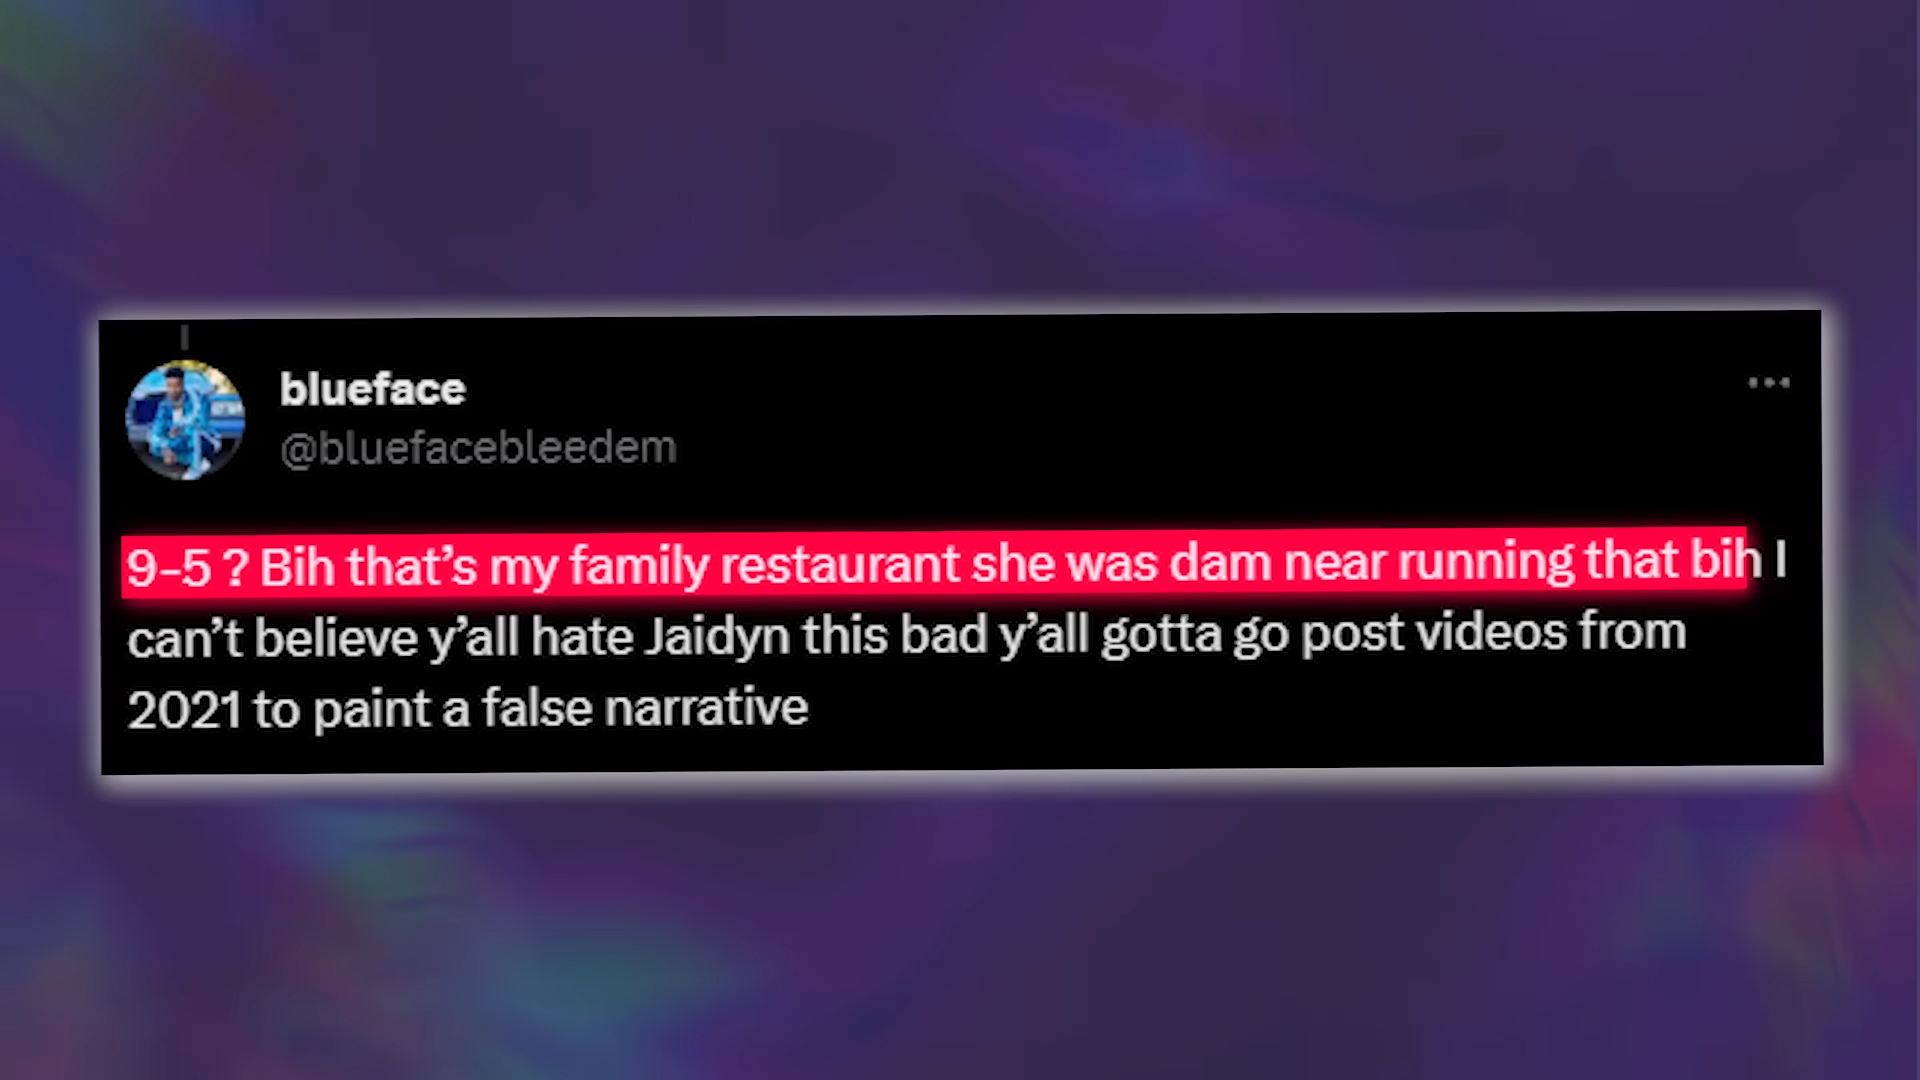 blueface
@bluefacebleedem
9-5 ? Bih that's my family restaurant she was dam near running that bih I
can't believe y'all hate Jaidyn this bad y'all gotta go post videos from
2021 to paint a false narrative